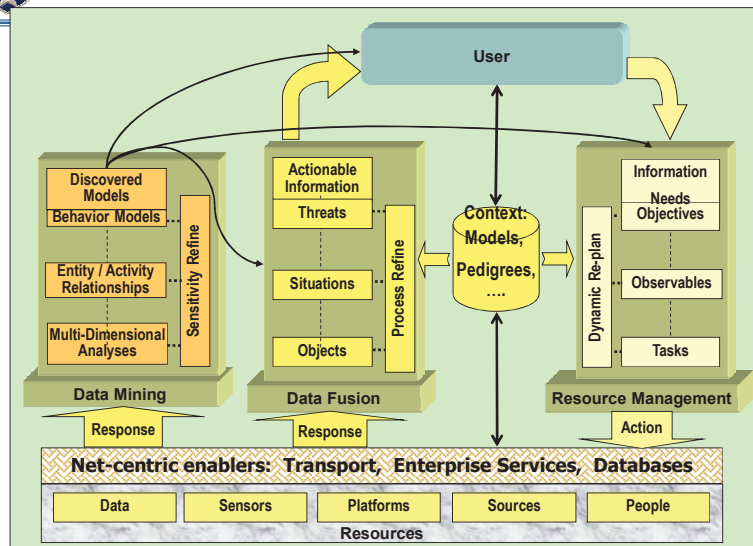 User
Discovered
Models
Behavior Models
Entity / Activity
Relationships
Multi-Dimensional
Analyses
Sensitivity Refine
Data Mining
Actionable
Information
Threats
Situations
Objects
Process Refine
Data Fusion
Context:
Models,
Pedigrees,
….
Information
Needs
Objectives
Observables
Tasks
Dynamic Re-plan
Resource Management
Response
Response
Action
Net-centric enablers: Transport, Enterprise Services, Databases
Data
Sensors
Platforms
Sources
People
Resources